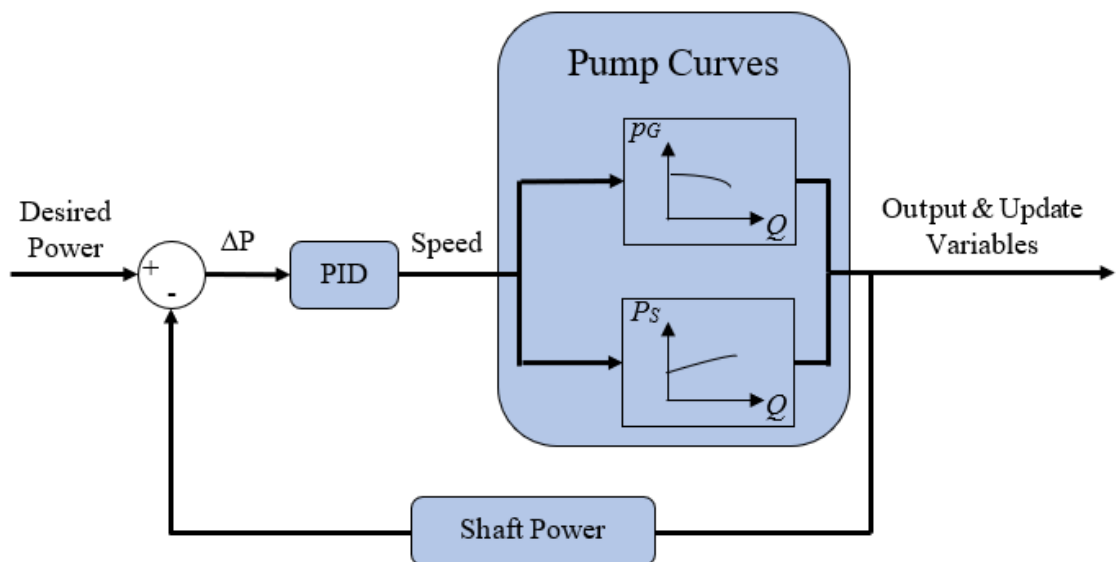 Pump Curves
pG
Q
Desired
Power
+
-
ΔP
PID
Speed
Output & Update
Variables
PS
Q
Shaft Power